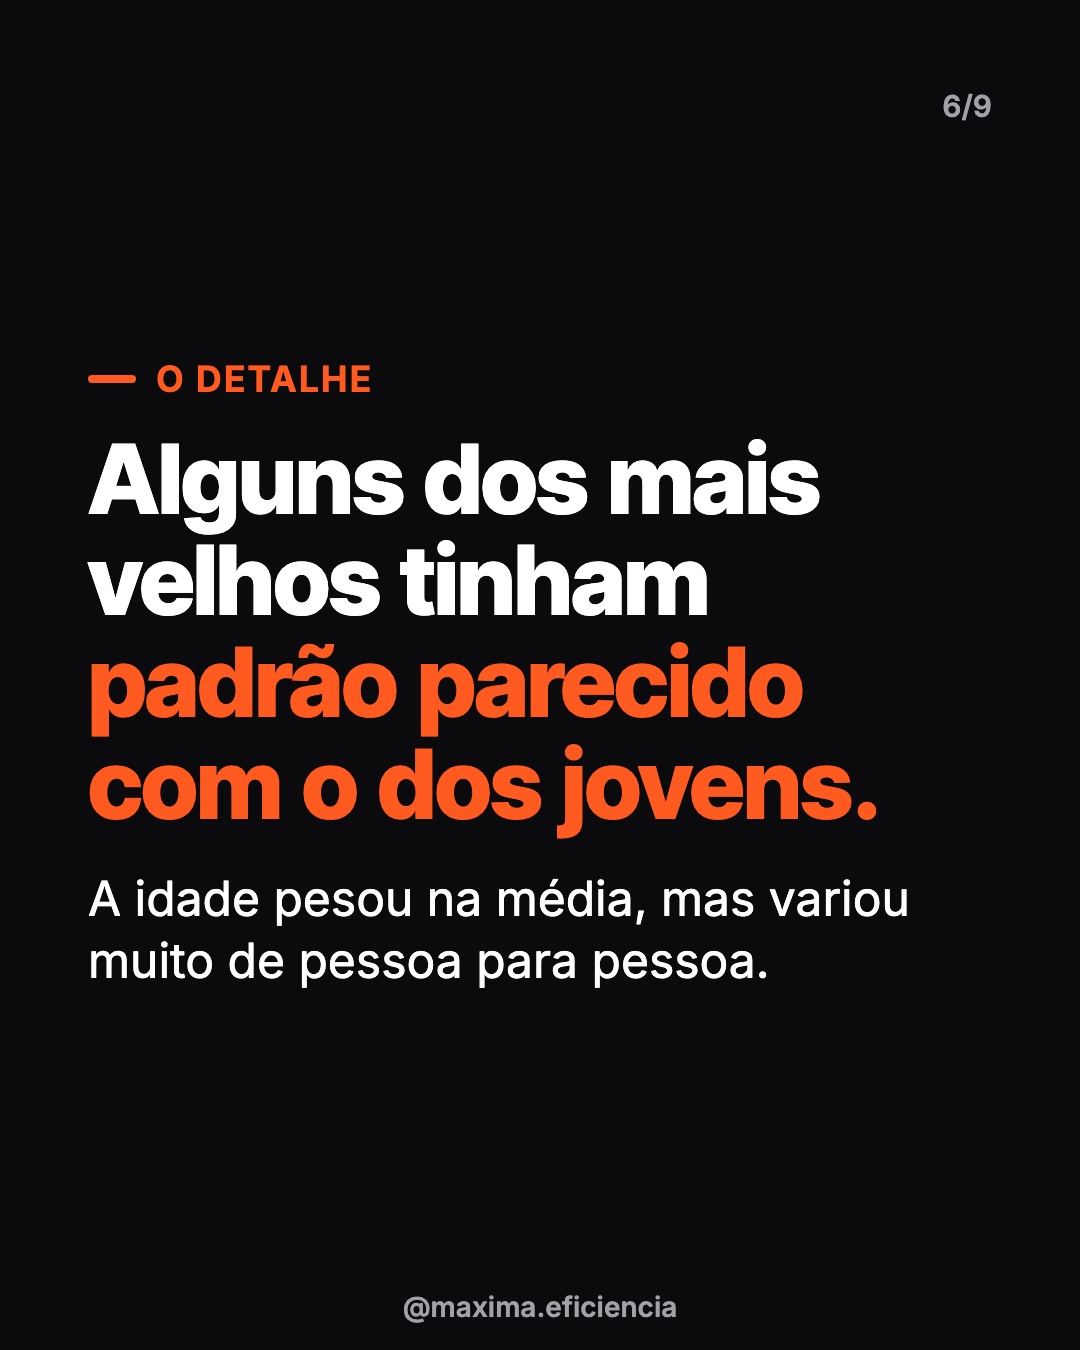 6/9
O DETALHE
Alguns dos mais
velhos tinham
padrão parecido
com o dos jovens.
A idade pesou na média, mas variou
muito de pessoa para pessoa.
@maxima.eficiencia